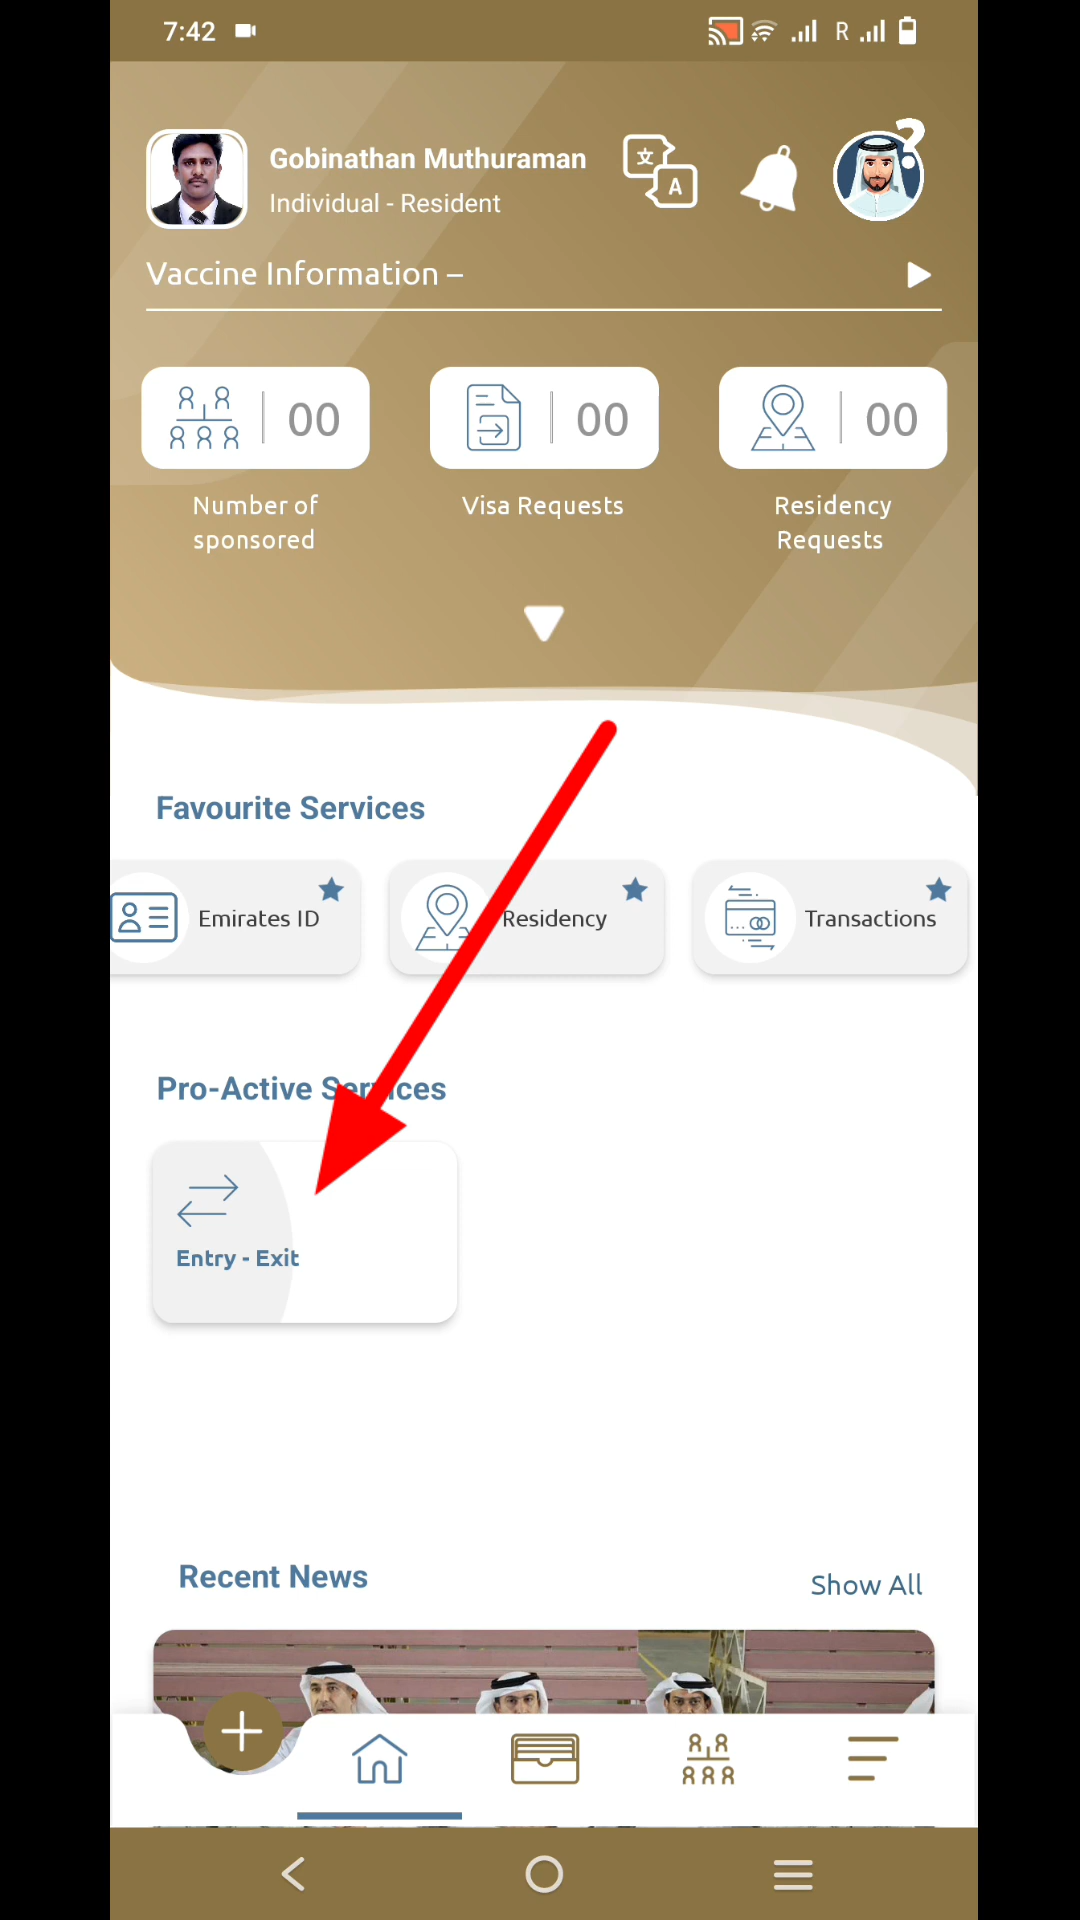 7:42
R
Gobinathan Muthuraman
Individual - Resident
文
A
?
Vaccine Information –
00
00
00
Number of
sponsored
Visa Requests
Residency
Requests
Favourite Services
Emirates ID
Residency
Transactions
Pro-Active Services
Entry - Exit
Recent News
Show All